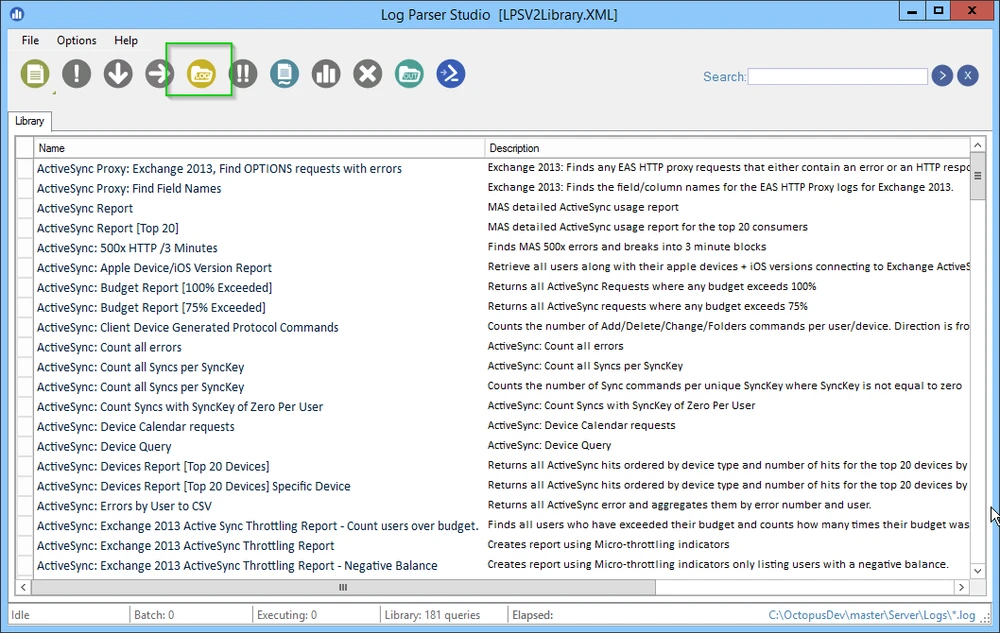 Log Parser Studio [LPSV2Library.XML]
File Options Help
LOG
OUT
Search:
> X
Library
Name Description
ActiveSync Proxy: Exchange 2013, Find OPTIONS requests with errors Exchange 2013: Finds any EAS HTTP proxy requests that either contain an error or an HTTP respo
ActiveSync Proxy: Find Field Names Exchange 2013: Finds the field/column names for the EAS HTTP Proxy logs for Exchange 2013.
ActiveSync Report MAS detailed ActiveSync usage report
ActiveSync Report [Top 20] MAS detailed ActiveSync usage report for the top 20 consumers
ActiveSync: 500x HTTP /3 Minutes Finds MAS 500x errors and breaks into 3 minute blocks
ActiveSync: Apple Device/iOS Version Report Retrieve all users along with their apple devices + iOS versions connecting to Exchange ActiveS
ActiveSync: Budget Report [100% Exceeded] Returns all ActiveSync Requests where any budget exceeds 100%
ActiveSync: Budget Report [75% Exceeded] Returns all ActiveSync requests where any budget exceeds 75%
ActiveSync: Client Device Generated Protocol Commands Counts the number of Add/Delete/Change/Folders commands per user/device. Direction is fro
ActiveSync: Count all errors ActiveSync: Count all errors
ActiveSync: Count all Syncs per SyncKey ActiveSync: Count all Syncs per SyncKey
ActiveSync: Count all Syncs per SyncKey Counts the number of Sync commands per unique SyncKey where SyncKey is not equal to zero
ActiveSync: Count Syncs with SyncKey of Zero Per User ActiveSync: Count Syncs with SyncKey of Zero Per User
ActiveSync: Device Calendar requests ActiveSync: Device Calendar requests
ActiveSync: Device Query ActiveSync: Device Query
ActiveSync: Devices Report [Top 20 Devices] Returns all ActiveSync hits ordered by device type and number of hits for the top 20 devices by
ActiveSync: Devices Report [Top 20 Devices] Specific Device Returns all ActiveSync hits ordered by device type and number of hits for the top 20 devices by
ActiveSync: Errors by User to CSV Returns all ActiveSync error and aggregates them by error number and user.
ActiveSync: Exchange 2013 Active Sync Throttling Report - Count users over budget. Finds all users who have exceeded their budget and counts how many times their budget was
ActiveSync: Exchange 2013 ActiveSync Throttling Report Creates report using Micro-throttling indicators
ActiveSync: Exchange 2013 ActiveSync Throttling Report - Negative Balance Creates report using Micro-throttling indicators only listing users with a negative balance.
Idle Batch: 0 Executing: 0 Library: 181 queries Elapsed: C:\OctopusDev\master\Server\Logs\*.log